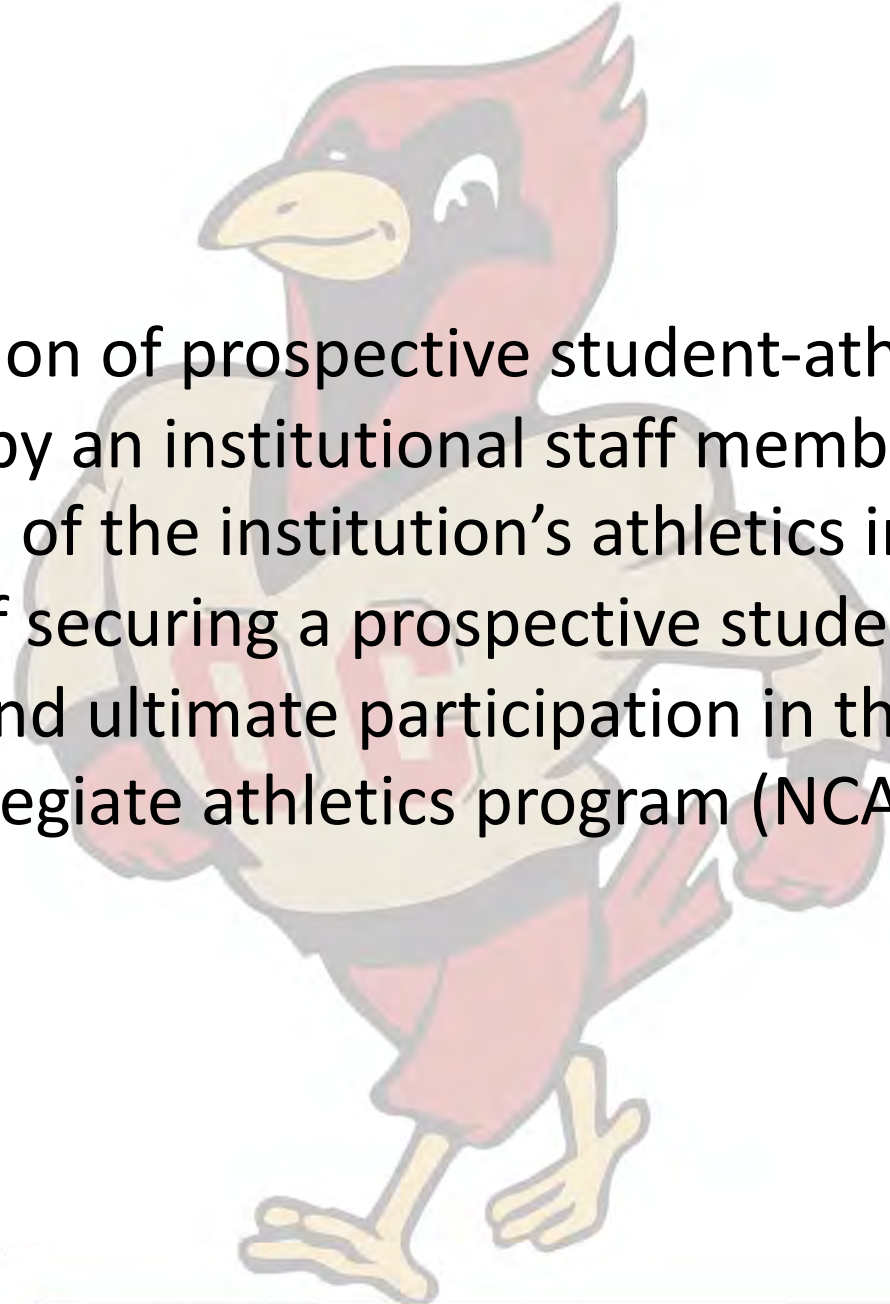 on of prospective student-ath
by an institutional staff memb
of the institution’s athletics in
f securing a prospective stude
nd ultimate participation in th
egiate athletics program (NCA
OC